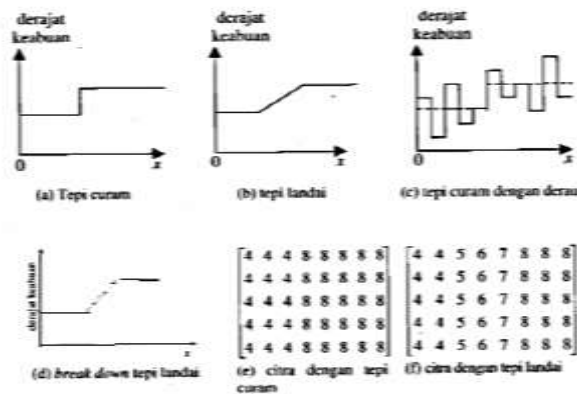 derajat
keabuan
0
x
(a) Tepi curam
derajat
keabuan
0
x
(b) tepi landai
derajat
keabuan
0
x
(c) tepi curam dengan derau
derajat keabuan
x
(d) break down tepi landai
4 4 4 8 8 8 8 8
4 4 4 8 8 8 8 8
4 4 4 8 8 8 8 8
4 4 4 8 8 8 8 8
4 4 4 8 8 8 8 8
(e) citra dengan tepi
curam
4 4 5 6 7 8 8 8
4 4 5 6 7 8 8 8
4 4 5 6 7 8 8 8
4 4 5 6 7 8 8 8
4 4 5 6 7 8 8 8
(f) citra dengan tepi landai